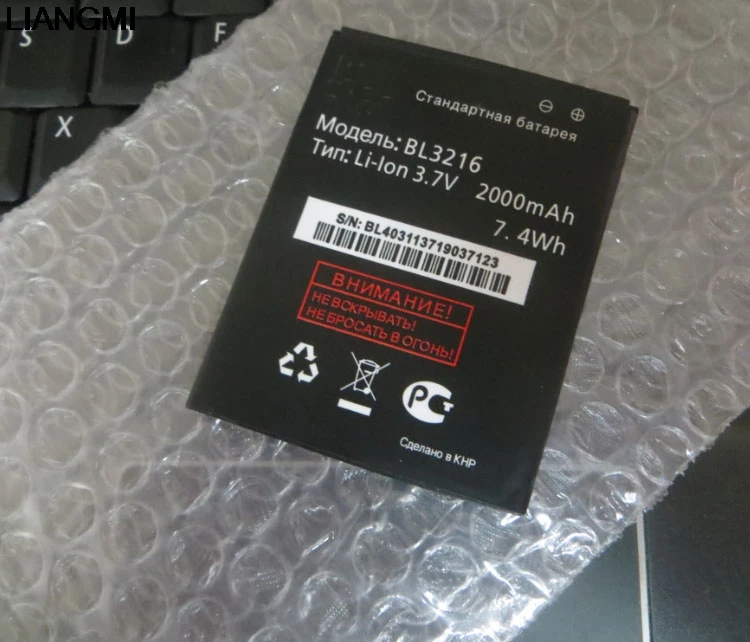 LIANGMI
S
D
F
X
Стандартная батарея
Модель: BL3216
Тип: Li-Ion 3.7V 2000mAh
7.4Wh
S/N: BL403113719037123
ВНИМАНИЕ!
НЕ ВСКРЫВАТЬ!
НЕ БРОСАТЬ В ОГОНЬ!
РСТ
Сделано в КНР